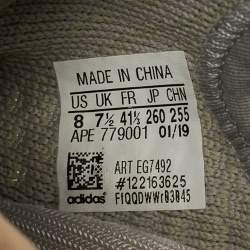 MADE IN CHINA
US UK FR JP CHN
8 7½ 41⅓ 260 255
APE 779001 01/19
ART EG7492
#122163625
adidas F1QQDWWr83845